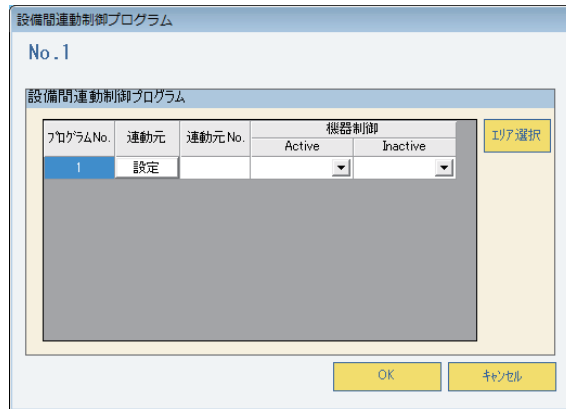 設備間連動制御プログラム
No.1
設備間連動制御プログラム
ﾌﾟﾛｸﾞﾗﾑNo. 連動元 連動元No. 機器制御 Active Inactive ｴﾘｱ選択
1 設定
OK ｷｬﾝｾﾙ